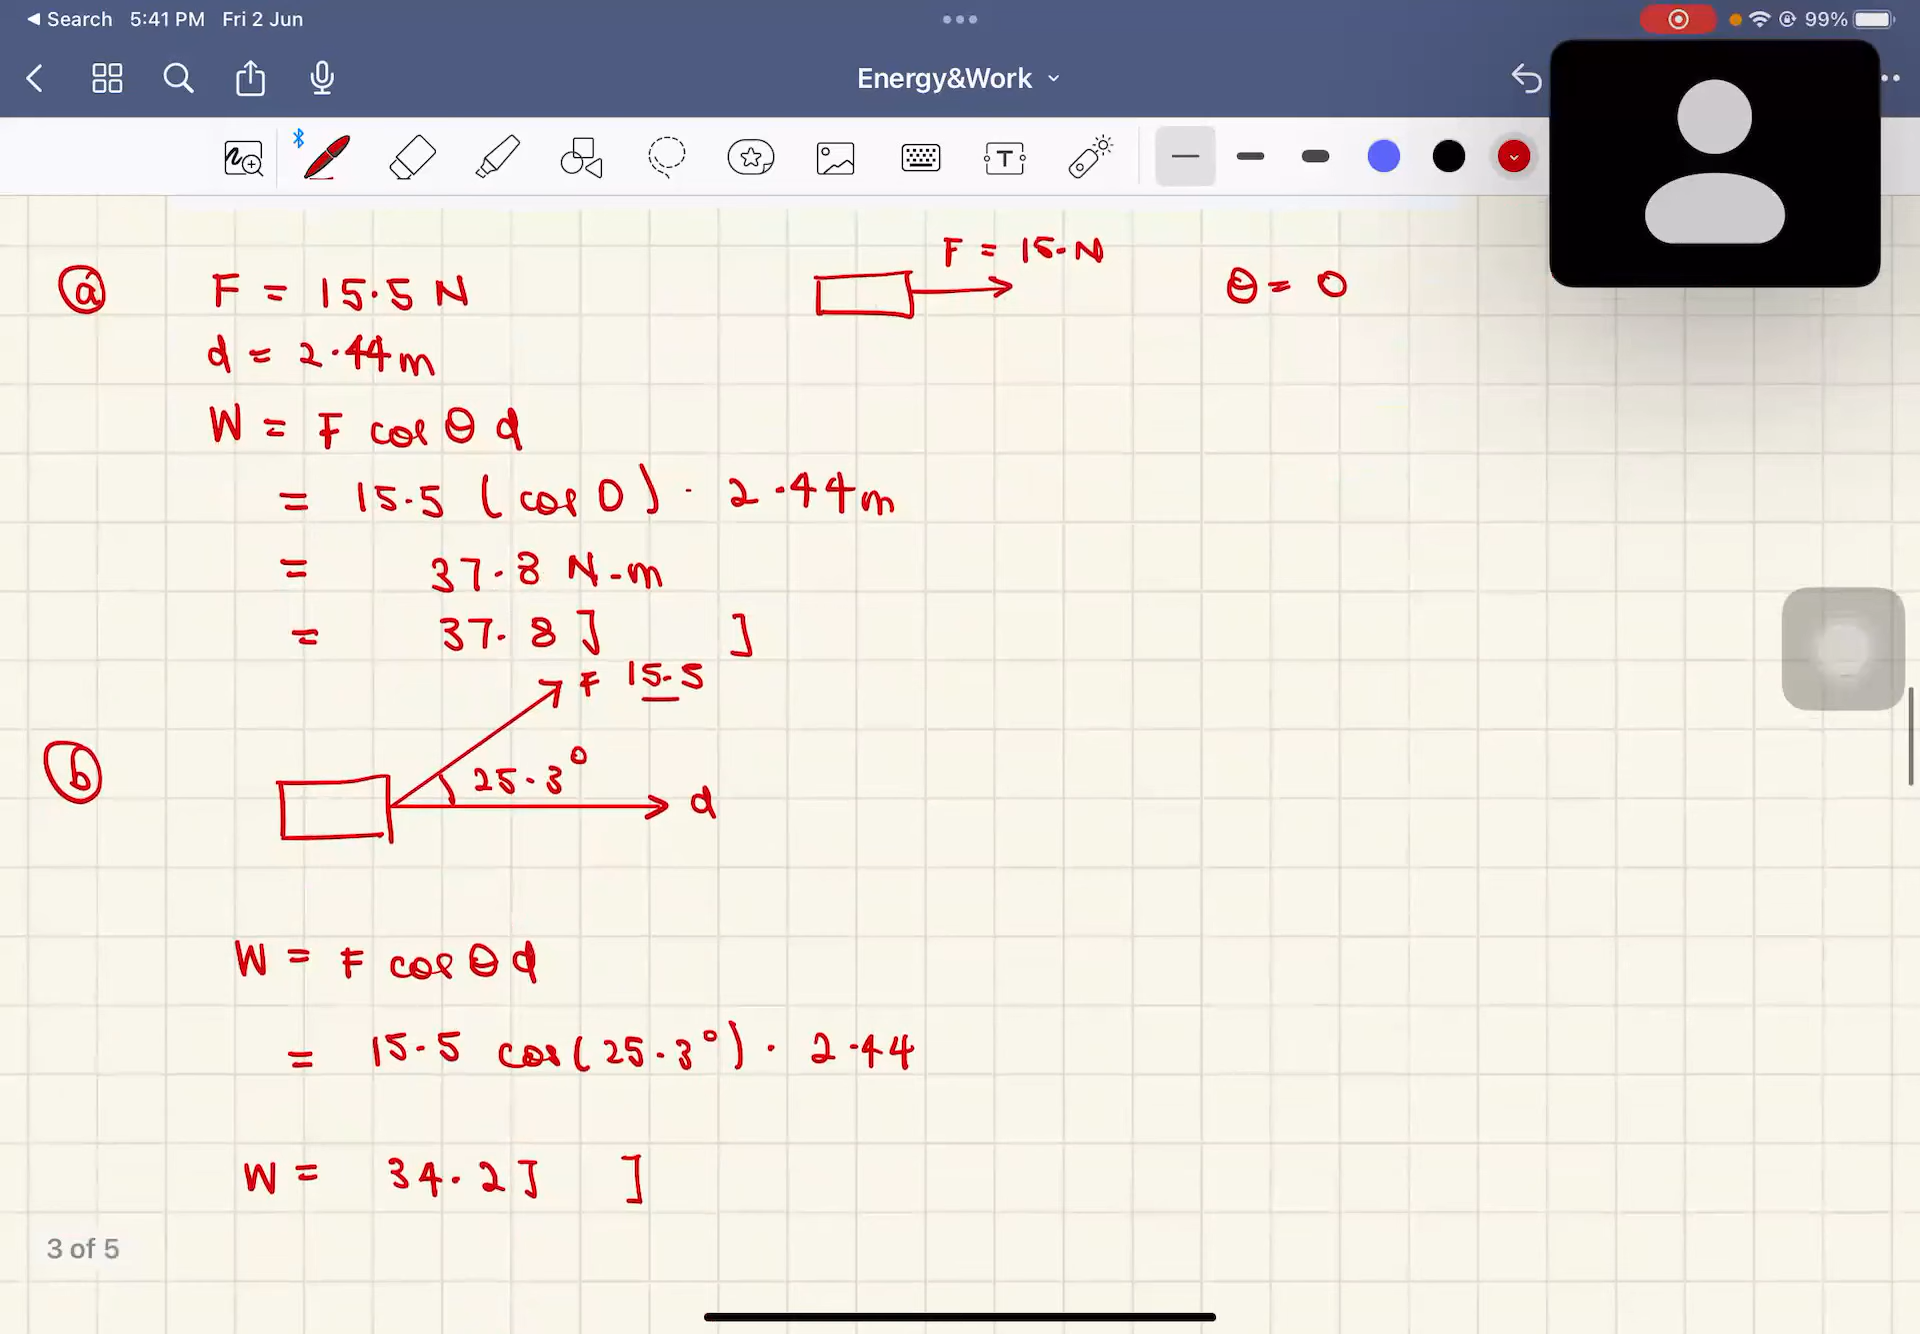 Search 5:41 PM Fri 2 Jun 99%
Energy&Work
T
F = 15.N
a F = 15.5 N θ = 0
d = 2.44 m
W = F cos θ d
= 15.5 (cos 0) · 2.44 m
= 37.8 N-m
= 37.8 J ]
F 15.5
b 25.3° d
W = F cos θ d
= 15.5 cos(25.3°) · 2.44
W = 34.2 J ]
3 of 5